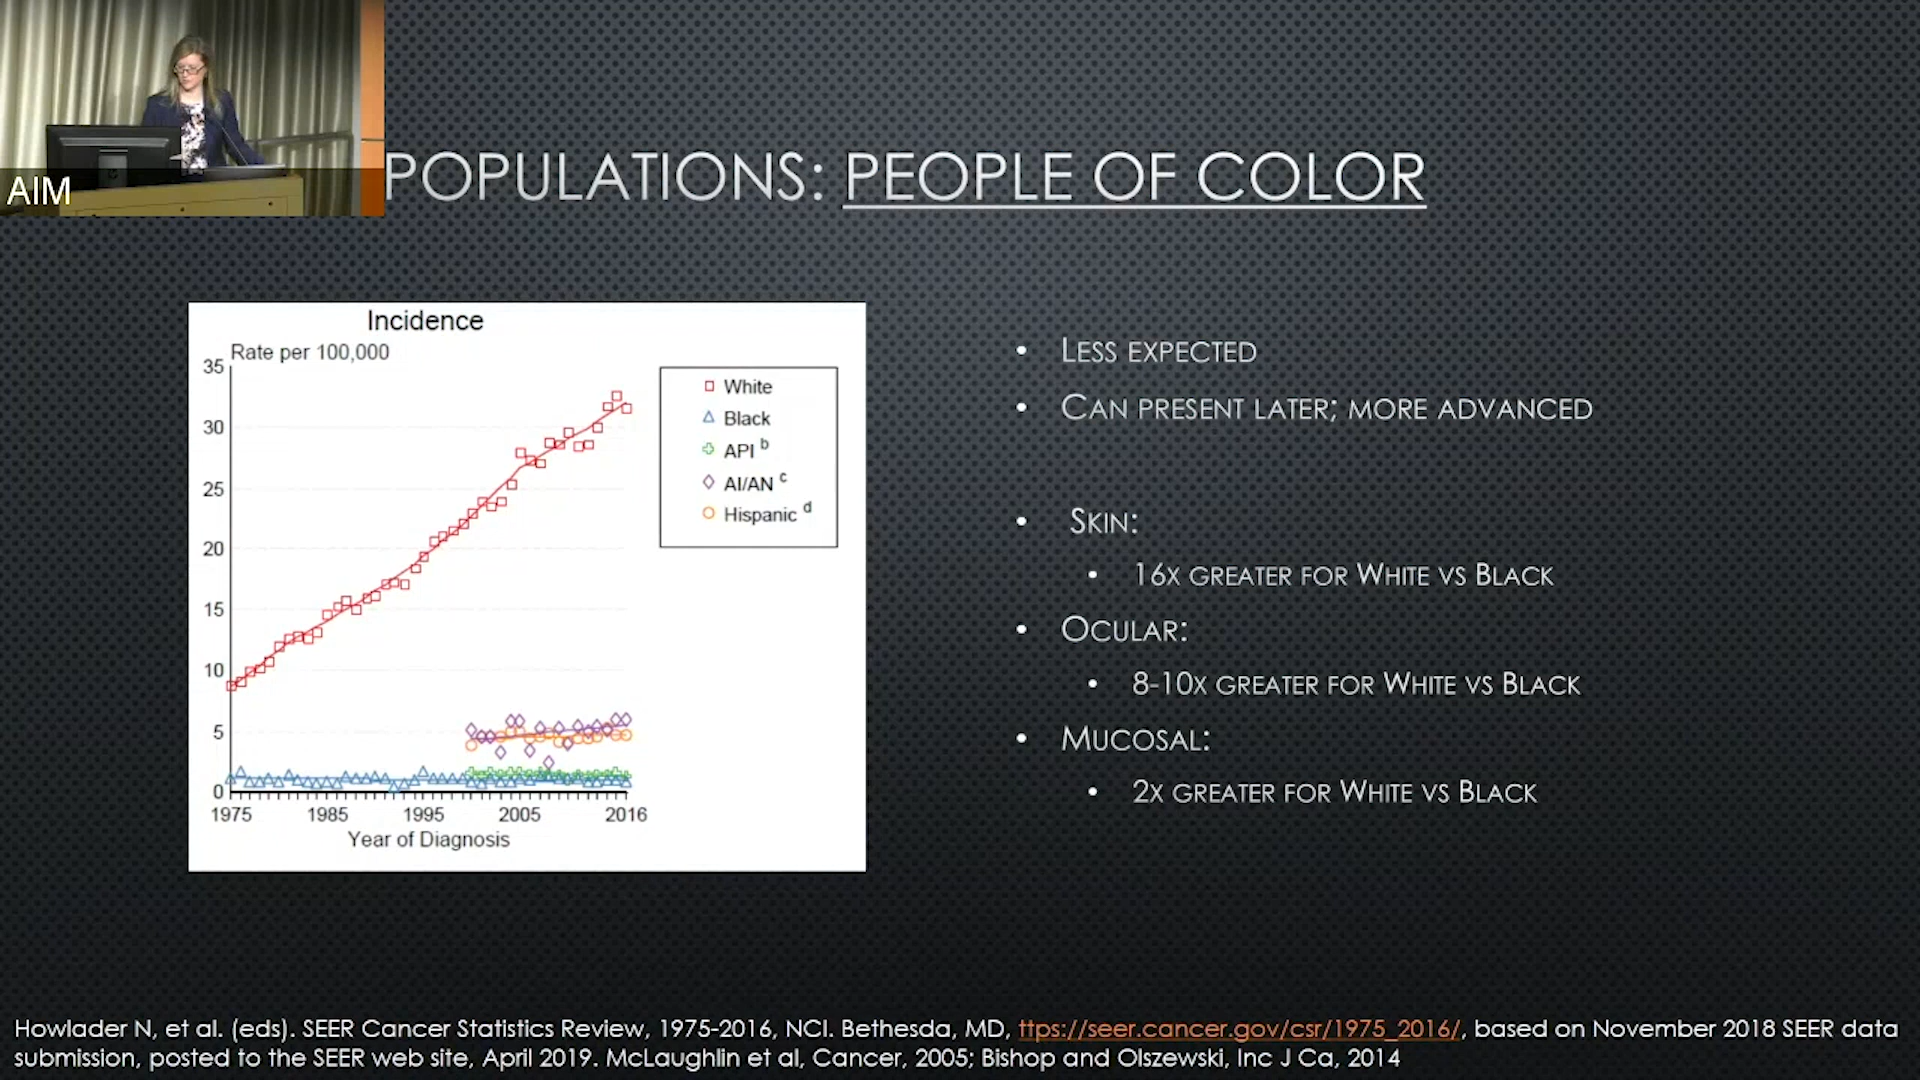 AIM
POPULATIONS: PEOPLE OF COLOR
Incidence
Rate per 100,000
35
30
25
20
15
10
5
0
1975 1985 1995 2005 2016
Year of Diagnosis
White
Black
API b
AI/AN c
Hispanic d
• LESS EXPECTED
• CAN PRESENT LATER; MORE ADVANCED
• SKIN:
• 16X GREATER FOR WHITE VS BLACK
• OCULAR:
• 8-10X GREATER FOR WHITE VS BLACK
• MUCOSAL:
• 2X GREATER FOR WHITE VS BLACK
Howlader N, et al. (eds). SEER Cancer Statistics Review, 1975-2016, NCI. Bethesda, MD, ttps://seer.cancer.gov/csr/1975_2016/, based on November 2018 SEER data
submission, posted to the SEER web site, April 2019. McLaughlin et al, Cancer, 2005; Bishop and Olszewski, Inc J Ca, 2014